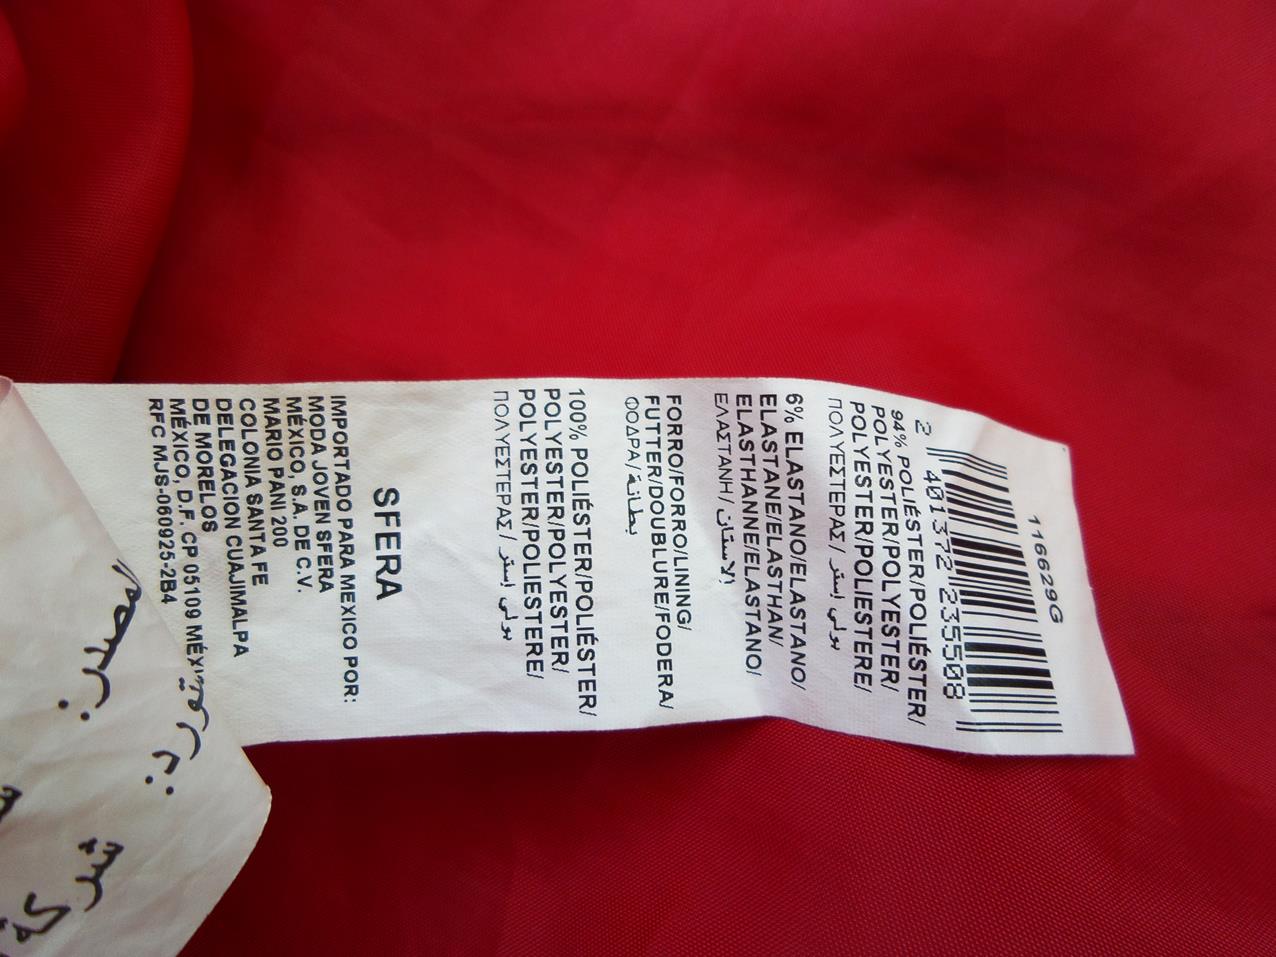 116629G
2 401372 235508
94% POLIÉSTER/POLIÉSTER/
POLYESTER/POLYESTER/
POLYESTER/POLIESTERE/
ΠΟΛΥΕΣΤΕΡΑΣ/ بولي إستر
6% ELASTANO/ELASTANO/
ELASTANE/ELASTHAN/
ELASTHANNE/ELASTANO/
ΕΛΑΣΤΑΝΗ/ الاستان
FORRO/FORRO/LINING/
FUTTER/DOUBLURE/FODERA/
ΦΟΔΡΑ/ بطانة
100% POLIÉSTER/POLIÉSTER/
POLYESTER/POLYESTER/
POLYESTER/POLIESTERE/
ΠΟΛΥΕΣΤΕΡΑΣ/ بولي إستر
SFERA
IMPORTADO PARA MEXICO POR:
MODA JOVEN SFERA
MÉXICO, S.A. DE C.V.
MARIO PANI 200
COLONIA SANTA FE
DELEGACION CUAJIMALPA
DE MORELOS
MÉXICO, D.F. CP 05109
RFC MJS-060925-2B4
شركة